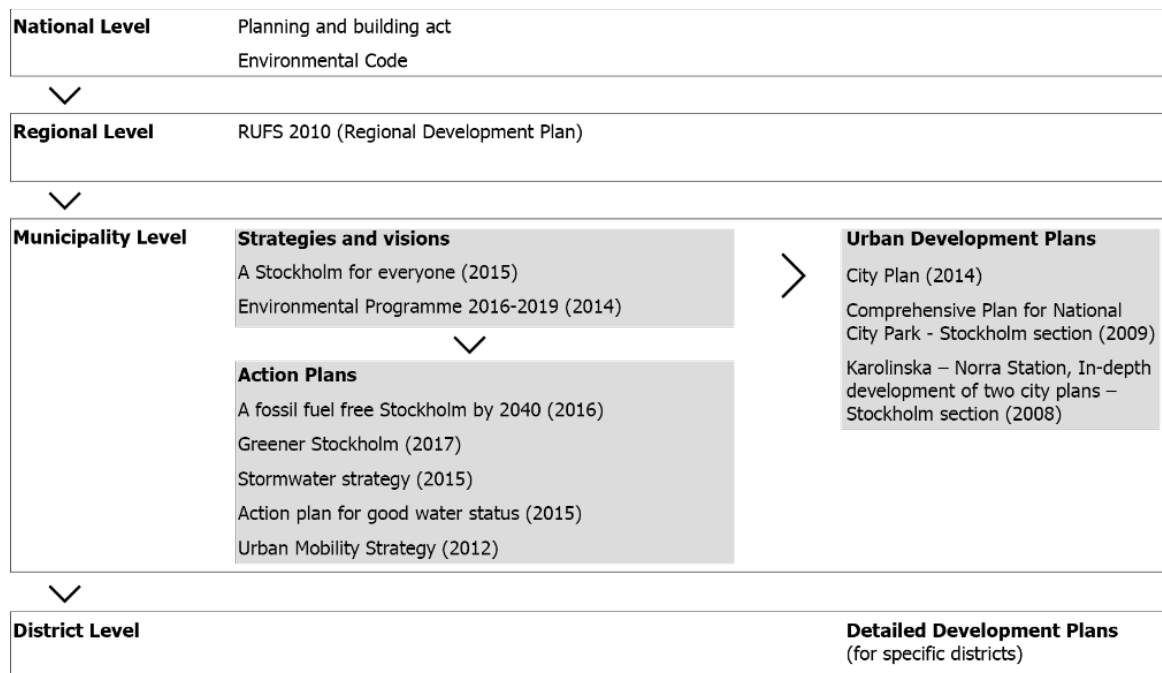 National Level
Planning and building act
Environmental Code
Regional Level
RUFS 2010 (Regional Development Plan)
Municipality Level
Strategies and visions
A Stockholm for everyone (2015)
Environmental Programme 2016-2019 (2014)
Action Plans
A fossil fuel free Stockholm by 2040 (2016)
Greener Stockholm (2017)
Stormwater strategy (2015)
Action plan for good water status (2015)
Urban Mobility Strategy (2012)
Urban Development Plans
City Plan (2014)
Comprehensive Plan for National
City Park - Stockholm section (2009)
Karolinska – Norra Station, In-depth
development of two city plans –
Stockholm section (2008)
District Level
Detailed Development Plans
(for specific districts)